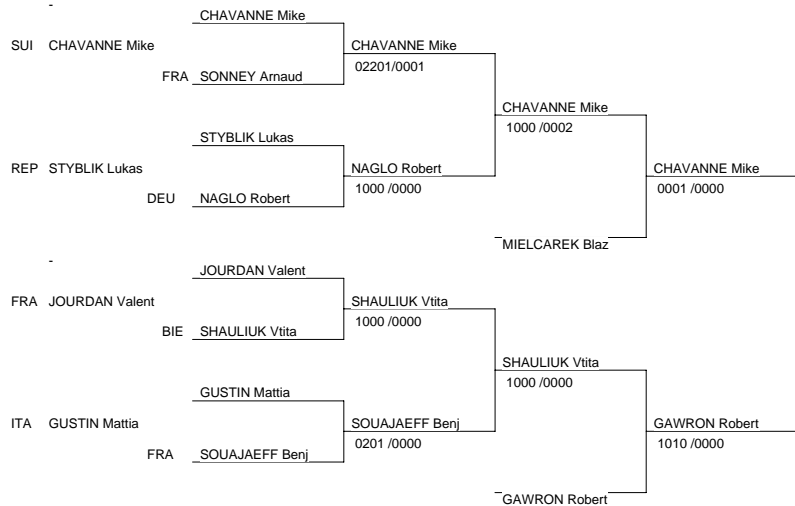 -
CHAVANNE Mike
SUI CHAVANNE Mike
CHAVANNE Mike
02201/0001
FRA SONNEY Arnaud
CHAVANNE Mike
1000 /0002
STYBLIK Lukas
REP STYBLIK Lukas
NAGLO Robert
1000 /0000
CHAVANNE Mike
0001 /0000
DEU NAGLO Robert
MIELCAREK Blaz
-
JOURDAN Valent
FRA JOURDAN Valent
SHAULIUK Vtita
1000 /0000
BIE SHAULIUK Vtita
SHAULIUK Vtita
1000 /0000
GUSTIN Mattia
ITA GUSTIN Mattia
SOUAJAEFF Benj
0201 /0000
GAWRON Robert
1010 /0000
FRA SOUAJAEFF Benj
GAWRON Robert